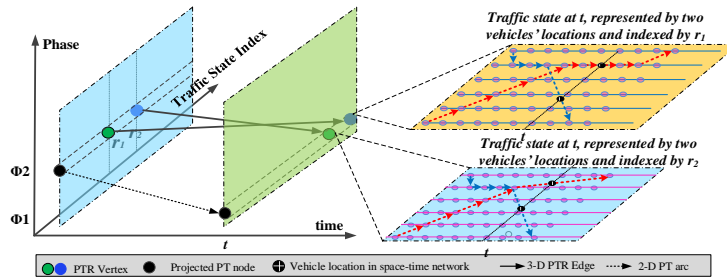 Phase
Traffic State Index
r₁
r₂
Φ2
Φ1
t
time
Traffic state at t, represented by two
vehicles' locations and indexed by r₁
t
Traffic state at t, represented by two
vehicles' locations and indexed by r₂
t
PTR Vertex
Projected PT node
Vehicle location in space-time network
3-D PTR Edge
2-D PT arc